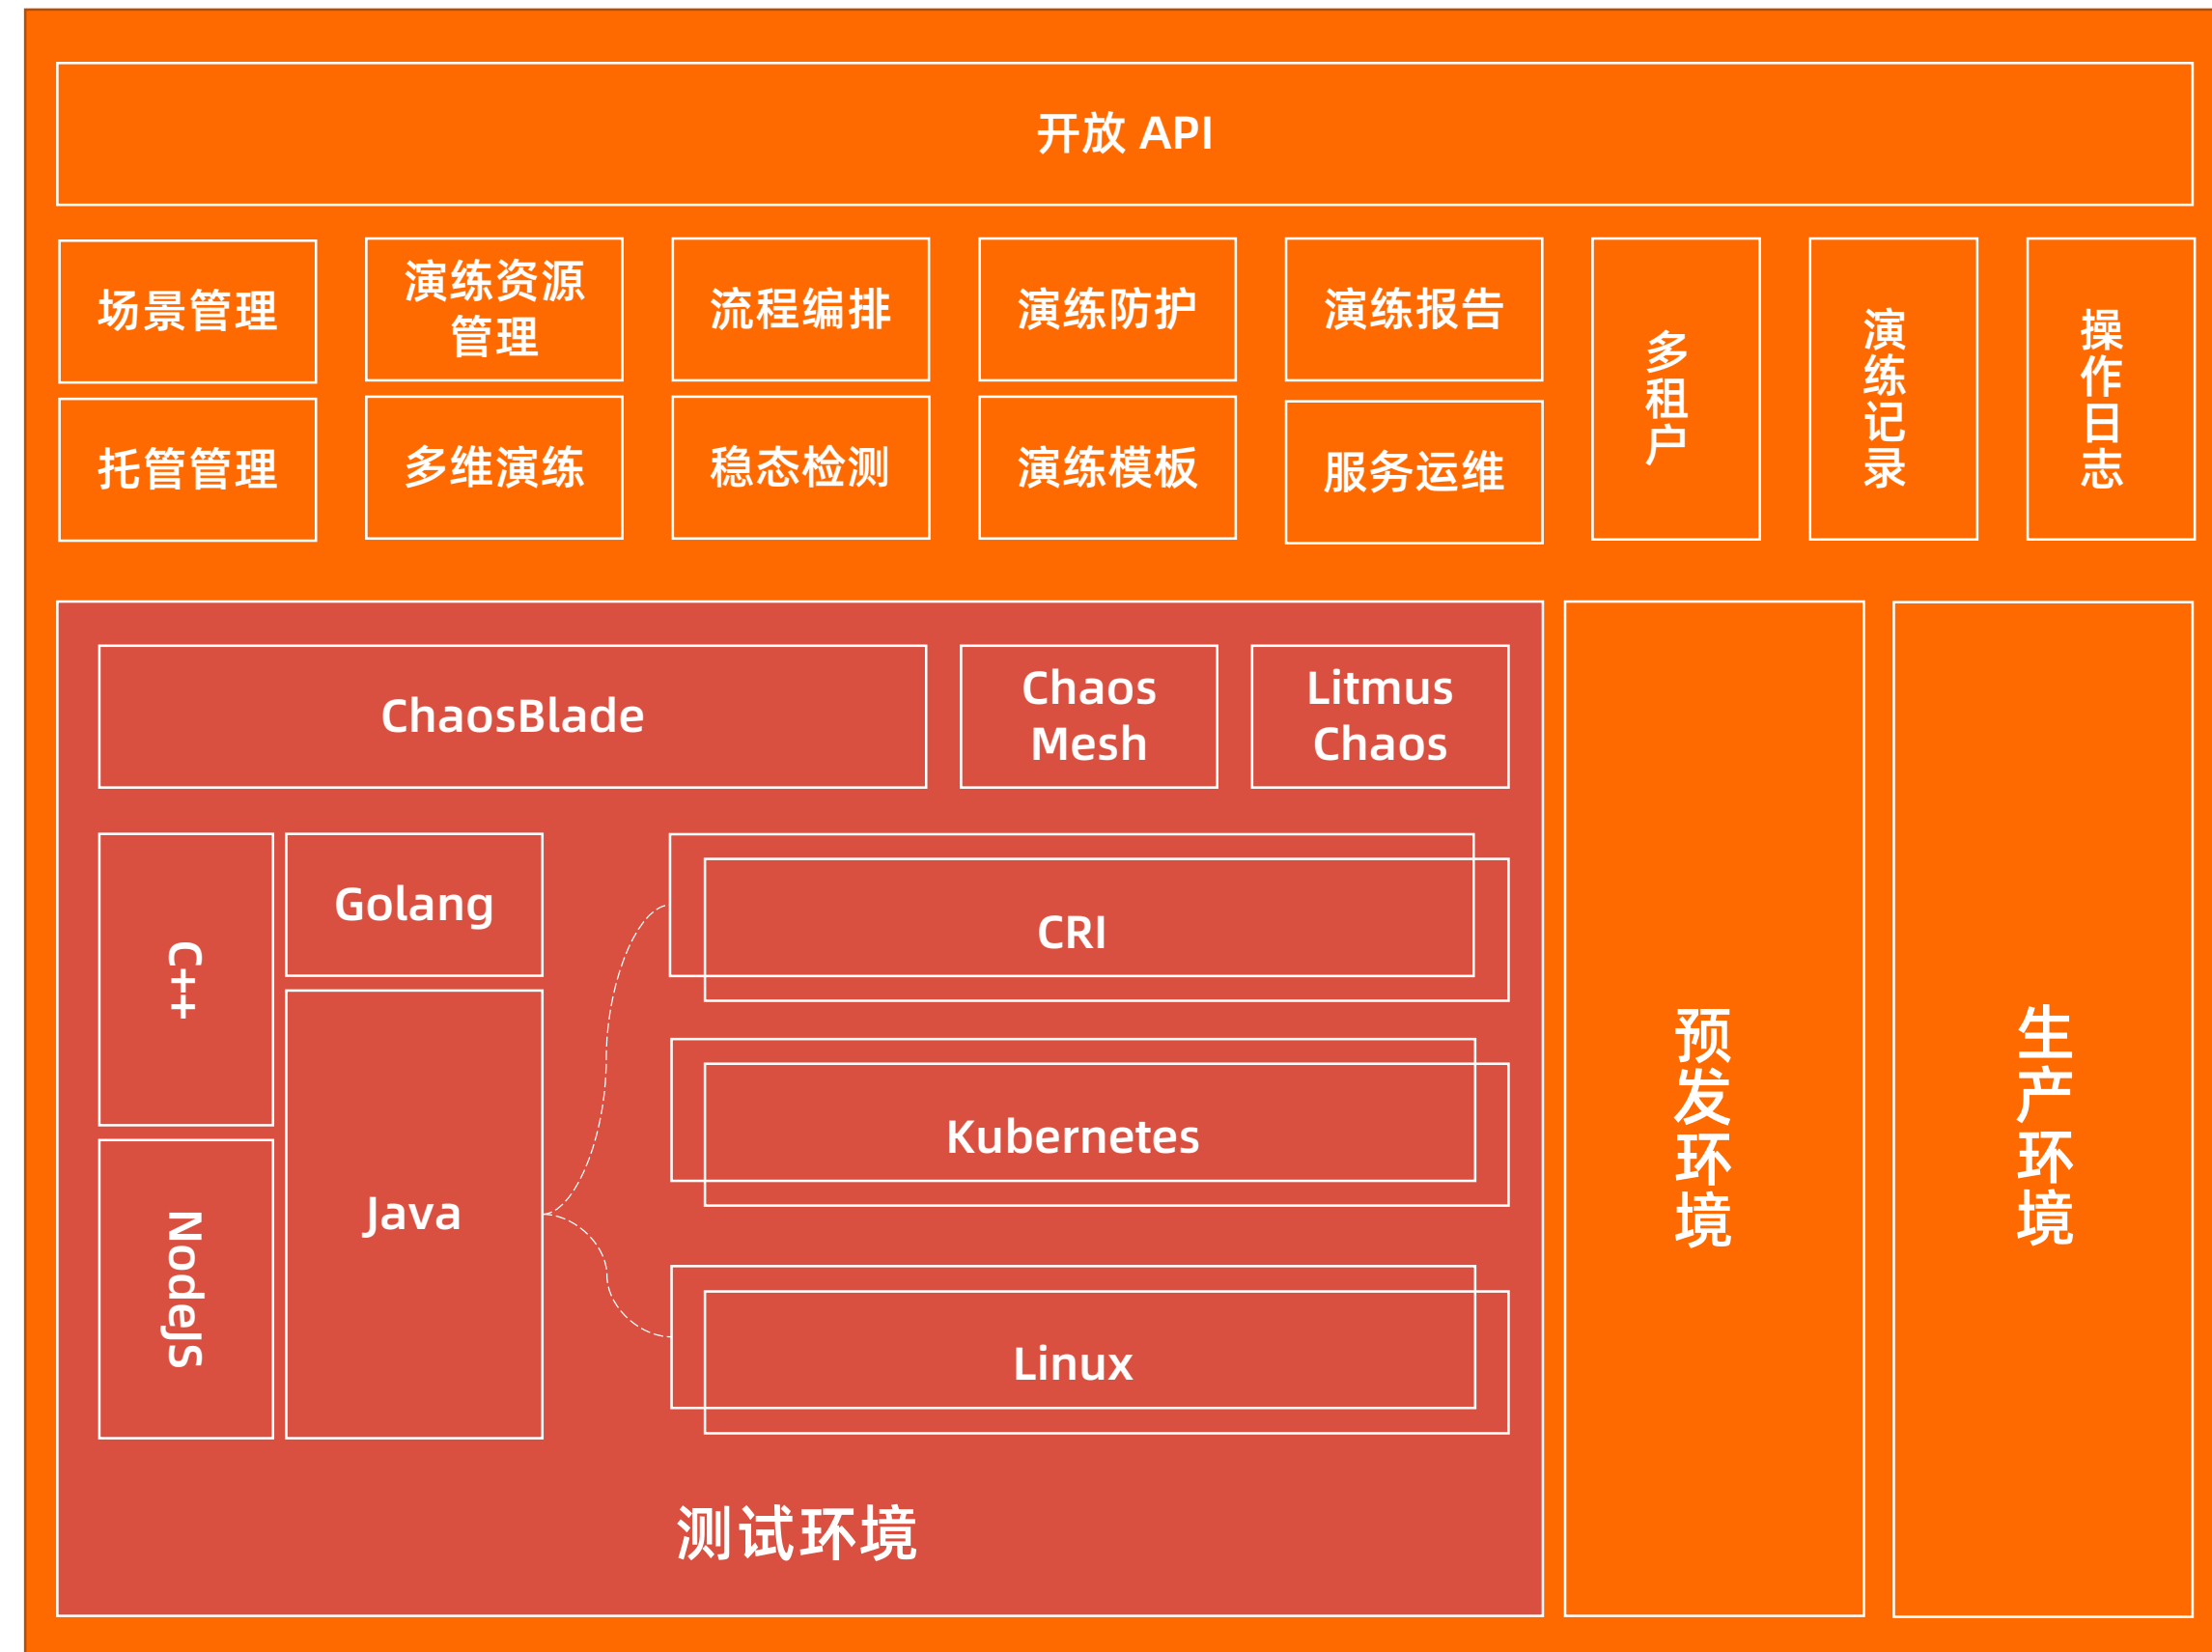 开放 API
场景管理
演练资源
管理
流程编排
演练防护
演练报告
多租户
演练记录
操作日志
托管管理
多维演练
稳态检测
演练模板
服务运维
ChaosBlade
Chaos
Mesh
Litmus
Chaos
C++
Golang
CRI
Java
Kubernetes
NodeJS
Linux
测试环境
预发环境
生产环境